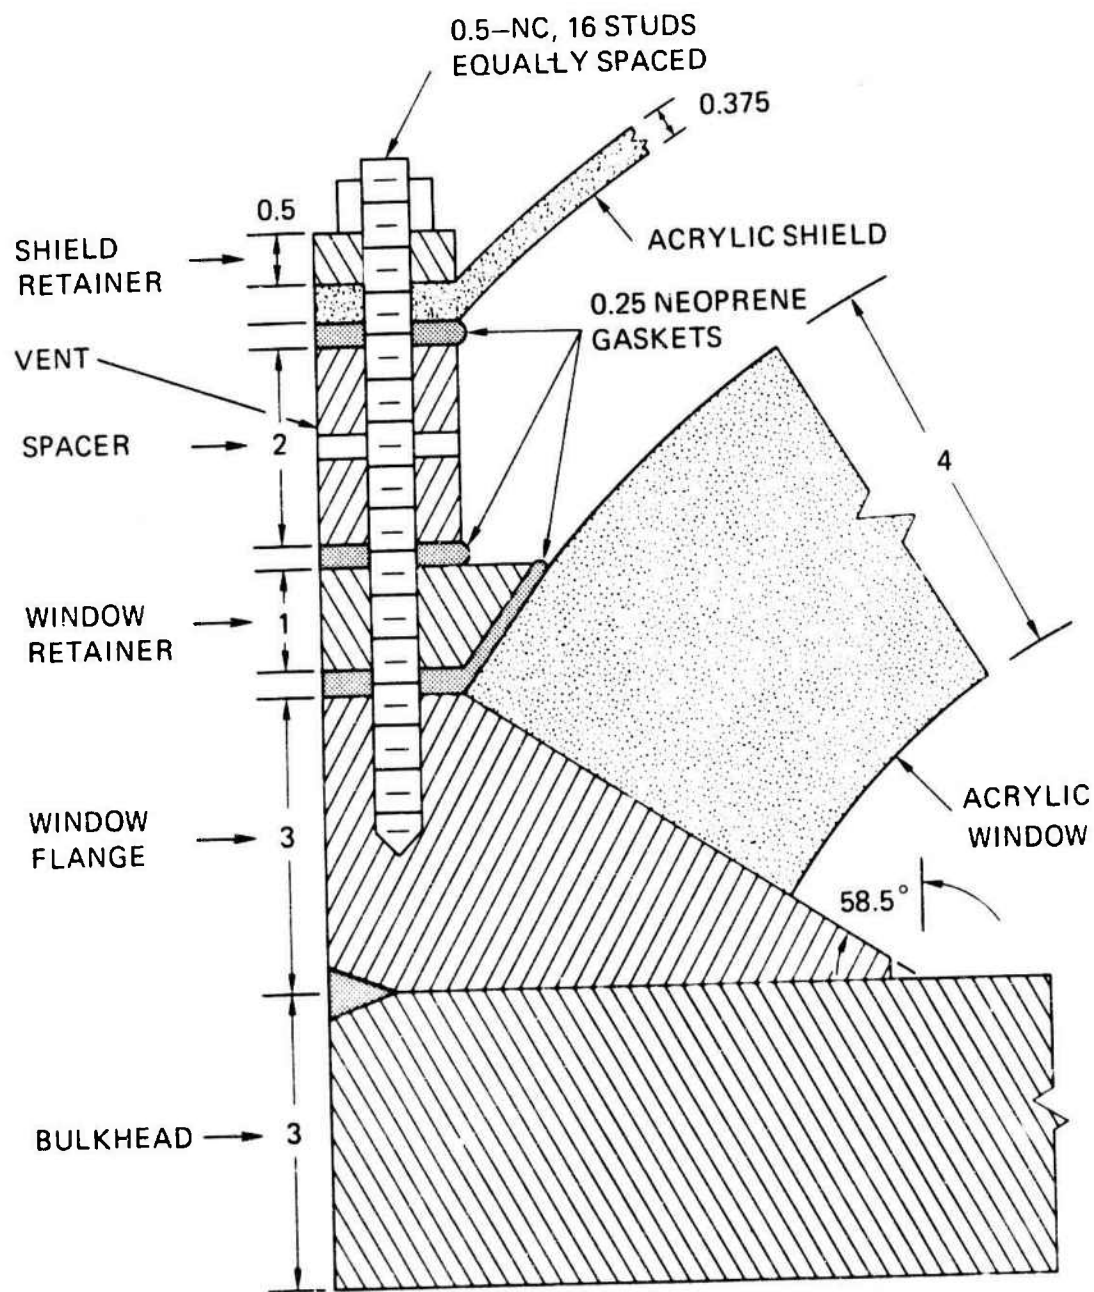 0.5–NC, 16 STUDS
EQUALLY SPACED
0.375
0.5
SHIELD
RETAINER
ACRYLIC SHIELD
0.25 NEOPRENE
GASKETS
VENT
SPACER
2
4
WINDOW
RETAINER
1
ACRYLIC
WINDOW
WINDOW
FLANGE
3
58.5°
BULKHEAD
3